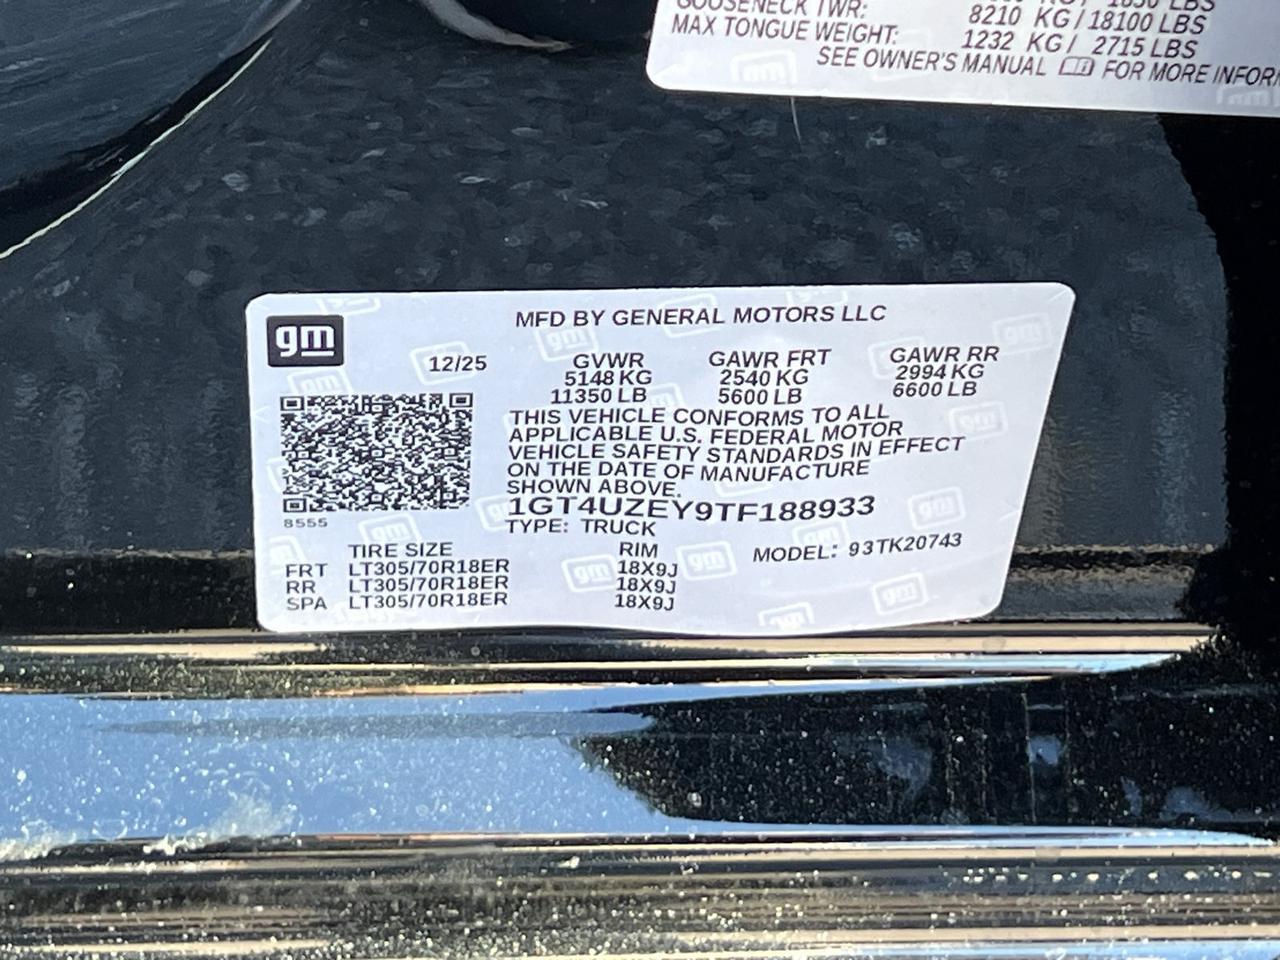 GOOSENECK TWR: 8210 KG / 18100 LBS
MAX TONGUE WEIGHT: 1232 KG / 2715 LBS
SEE OWNER'S MANUAL FOR MORE
gm
MFD BY GENERAL MOTORS LLC
12/25 GVWR GAWR FRT GAWR RR
5148 KG 2540 KG 2994 KG
11350 LB 5600 LB 6600 LB
THIS VEHICLE CONFORMS TO ALL
APPLICABLE U.S. FEDERAL MOTOR
VEHICLE SAFETY STANDARDS IN EFFECT
ON THE DATE OF MANUFACTURE
SHOWN ABOVE.
1GT4UZEY9TF188933
8555
TYPE: TRUCK
TIRE SIZE RIM MODEL: 93TK20743
FRT LT305/70R18ER 18X9J
RR LT305/70R18ER 18X9J
SPA LT305/70R18ER 18X9J